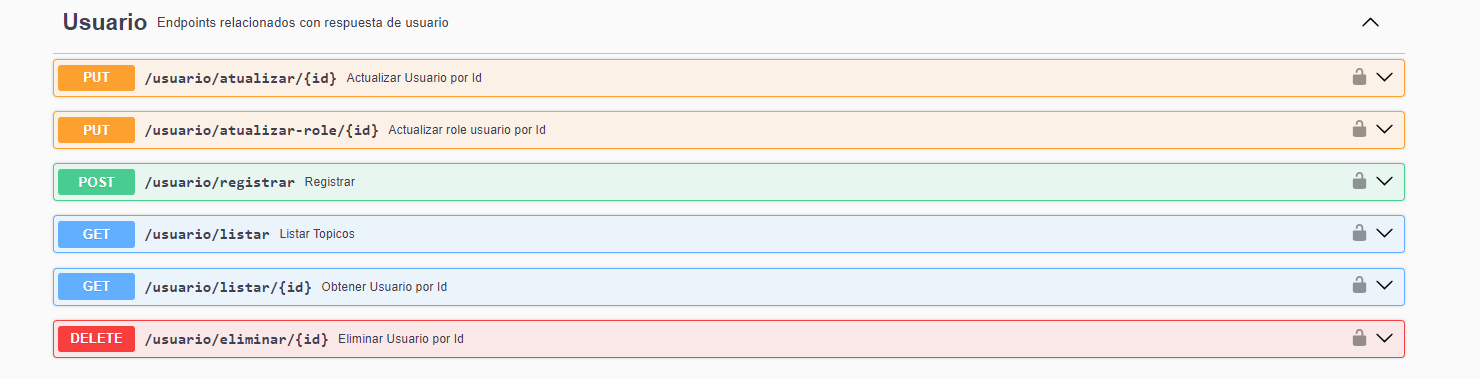 Usuario Endpoints relacionados con respuesta de usuario
PUT /usuario/atualizar/{id} Actualizar Usuario por Id
PUT /usuario/atualizar-role/{id} Actualizar role usuario por Id
POST /usuario/registrar Registrar
GET /usuario/listar Listar Topicos
GET /usuario/listar/{id} Obtener Usuario por Id
DELETE /usuario/eliminar/{id} Eliminar Usuario por Id